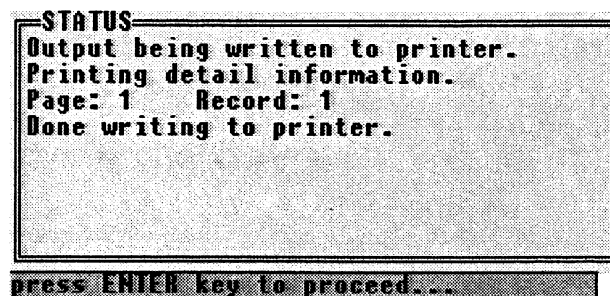 STATUS
Output being written to printer.
Printing detail information.
Page: 1 Record: 1
Done writing to printer.
press ENTER key to proceed...